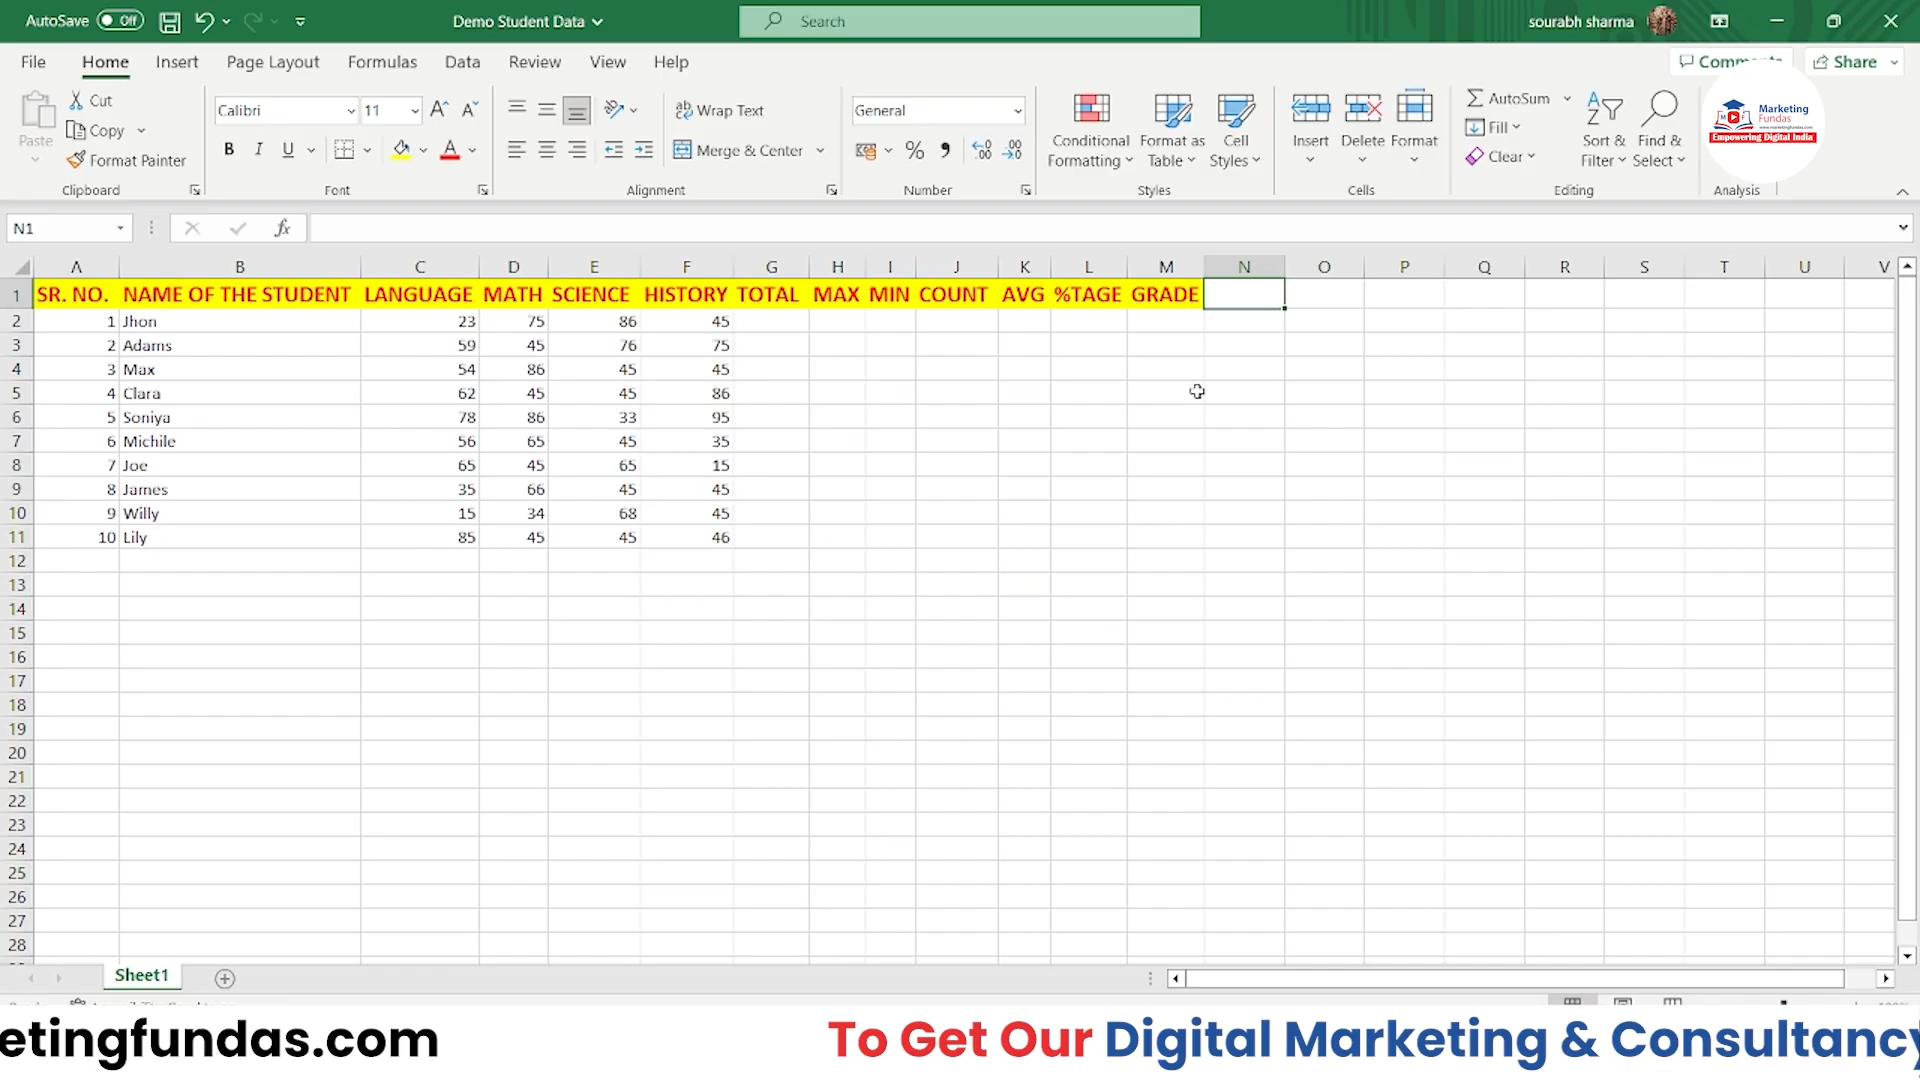 AutoSave Off Demo Student Data Search sourabh sharma
File Home Insert Page Layout Formulas Data Review View Help Comments Share
Paste Cut Copy Format Painter
Clipboard
Calibri 11 A A
B I U A
Font
Wrap Text
Merge & Center
Alignment
General
% 9 .00 .00
Number
Conditional Formatting Format as Table Cell Styles
Styles
Insert Delete Format
Cells
AutoSum Fill Clear Sort & Filter Find & Select
Editing
Analysis
Marketing
Fundas
www.marketingfundas.com
Empowering Digital India
N1 fx
A B C D E F G H I J K L M N O P Q R S T U V
1 SR. NO. NAME OF THE STUDENT LANGUAGE MATH SCIENCE HISTORY TOTAL MAX MIN COUNT AVG %TAGE GRADE
2 1 Jhon 23 75 86 45
3 2 Adams 59 45 76 75
4 3 Max 54 86 45 45
5 4 Clara 62 45 45 86
6 5 Soniya 78 86 33 95
7 6 Michile 56 65 45 35
8 7 Joe 65 45 65 15
9 8 James 35 66 45 45
10 9 Willy 15 34 68 45
11 10 Lily 85 45 45 46
12
13
14
15
16
17
18
19
20
21
22
23
24
25
26
27
28
Sheet1
etingfundas.com To Get Our Digital Marketing & Consultancy